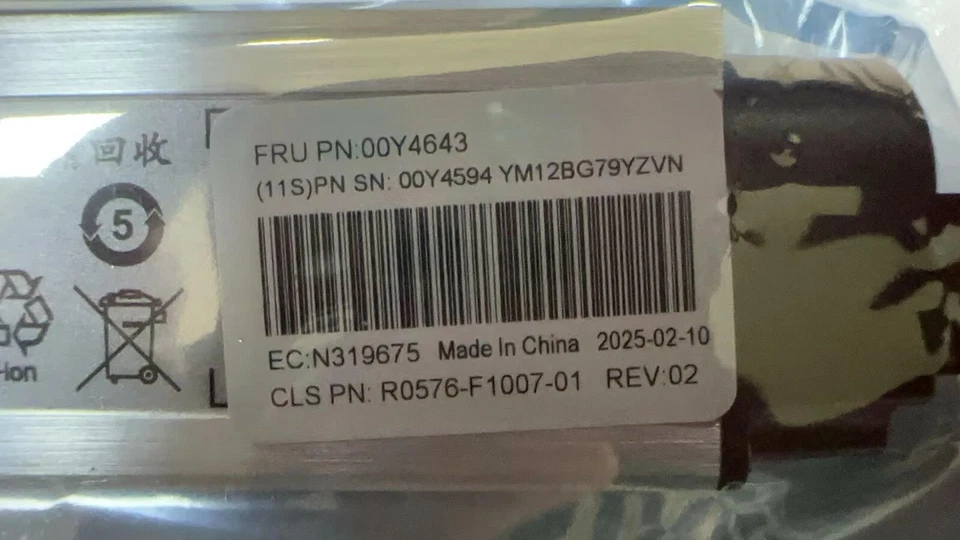 回收
5
-ion
FRU PN:00Y4643
(11S)PN SN: 00Y4594 YM12BG79YZVN
EC:N319675 Made In China 2025-02-10
CLS PN: R0576-F1007-01 REV:02